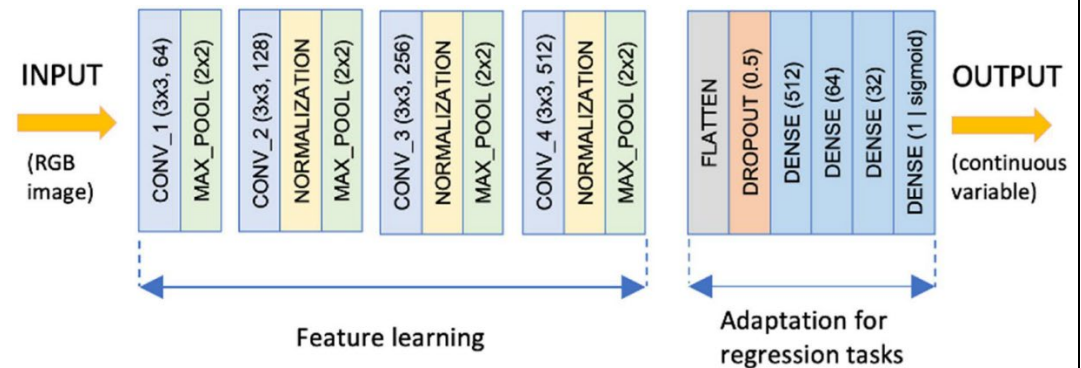 INPUT
(RGB
image)
CONV_1 (3x3, 64)
MAX_POOL (2x2)
CONV_2 (3x3, 128)
NORMALIZATION
MAX_POOL (2x2)
CONV_3 (3x3, 256)
NORMALIZATION
MAX_POOL (2x2)
CONV_4 (3x3, 512)
NORMALIZATION
MAX_POOL (2x2)
FLATTEN
DROPOUT (0.5)
DENSE (512)
DENSE (64)
DENSE (32)
DENSE (1 | sigmoid)
OUTPUT
(continuous
variable)
Feature learning
Adaptation for
regression tasks